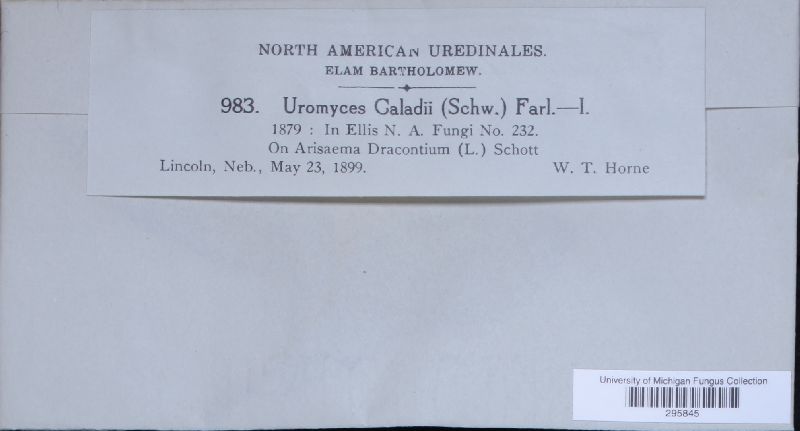 NORTH AMERICAN UREDINALES.
ELAM BARTHOLOMEW.
983. Uromyces Caladii (Schw.) Farl.—I.
1879 : In Ellis N. A. Fungi No. 232.
On Arisaema Dracontium (L.) Schott
Lincoln, Neb., May 23, 1899. W. T. Horne
University of Michigan Fungus Collection
295845